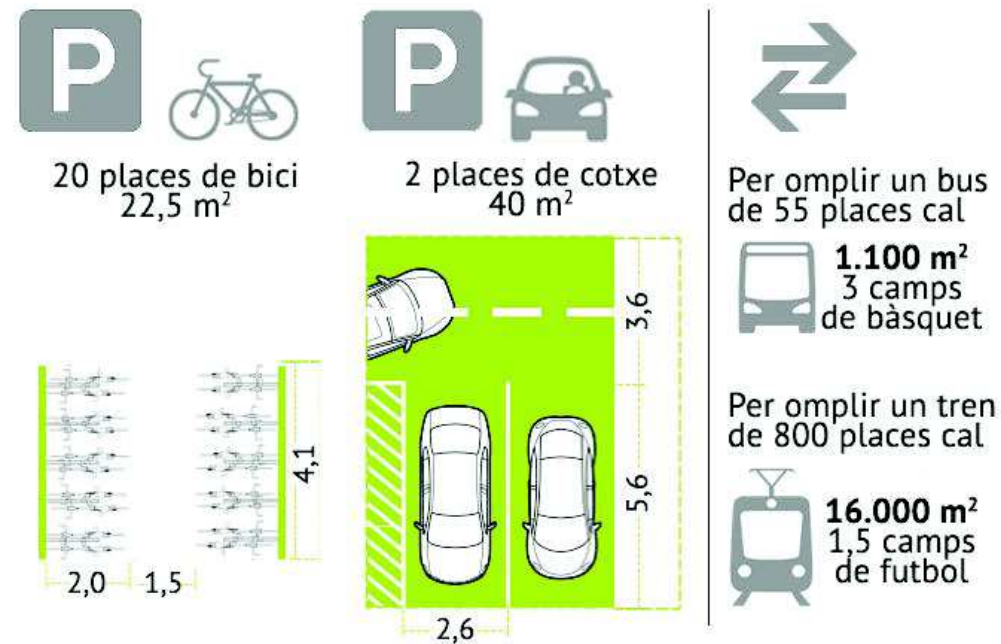 P
20 places de bici
22,5 m²
4,1
2,0
1,5
P
2 places de cotxe
40 m²
3,6
5,6
2,6
Per omplir un bus
de 55 places cal
1.100 m²
3 camps
de bàsquet
Per omplir un tren
de 800 places cal
16.000 m²
1,5 camps
de futbol